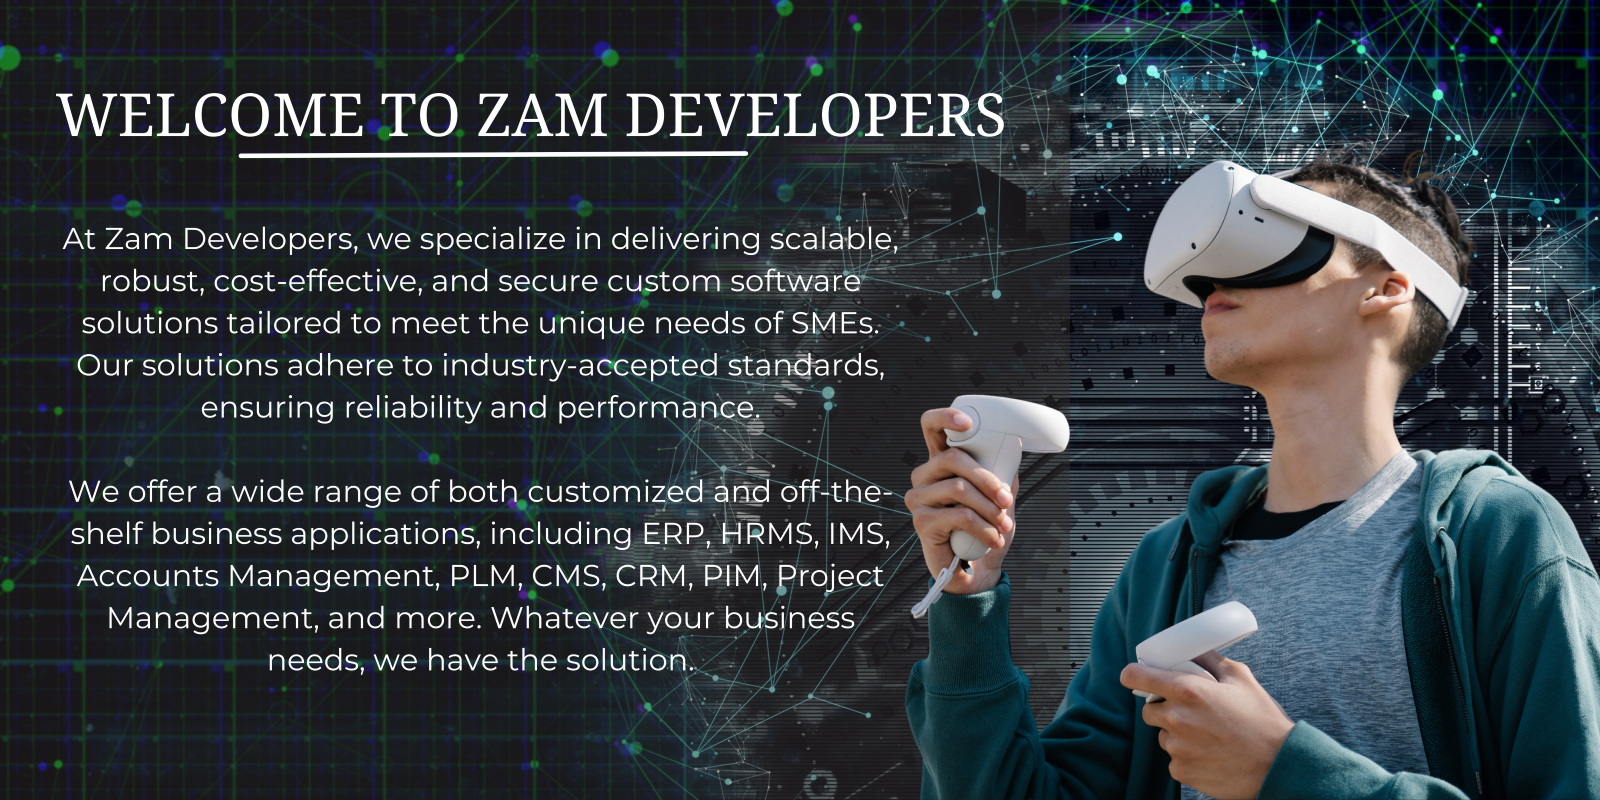 WELCOME TO ZAM DEVELOPERS
At Zam Developers, we specialize in delivering scalable,
robust, cost-effective, and secure custom software
solutions tailored to meet the unique needs of SMEs.
Our solutions adhere to industry-accepted standards,
ensuring reliability and performance.
We offer a wide range of both customized and off-the-
shelf business applications, including ERP, HRMS, IMS,
Accounts Management, PLM, CMS, CRM, PIM, Project
Management, and more. Whatever your business
needs, we have the solution.